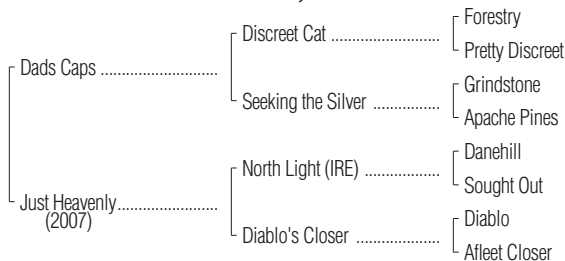 Forestry
Discreet Cat ........................
Pretty Discreet
Dads Caps ..........................
Grindstone
Seeking the Silver ...............
Apache Pines
Danehill
North Light (IRE) .................
Sought Out
Just Heavenly......................
(2007)
Diablo
Diablo's Closer ...................
Afleet Closer